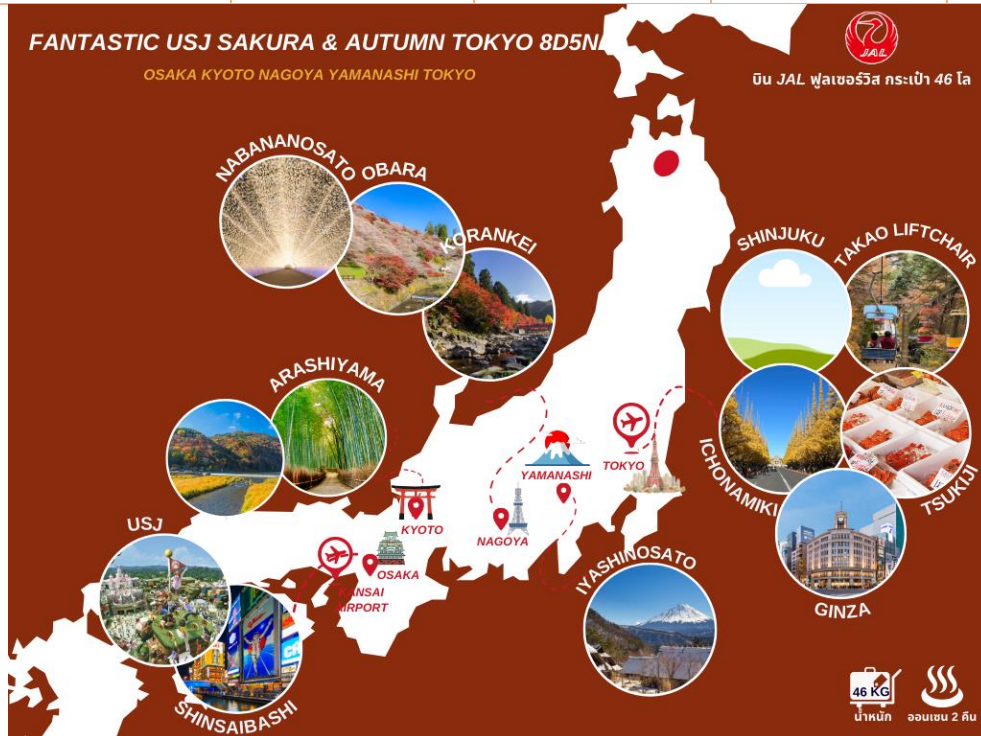 FANTASTIC USJ SAKURA & AUTUMN TOKYO 8D5N
OSAKA KYOTO NAGOYA YAMANASHI TOKYO
JAL
บิน JAL ฟูลเซอร์วิส กระเป๋า 46 โล
NABANANOSATO
OBARA
KORANKEI
SHINJUKU
TAKAO LIFTCHAIR
ARASHIYAMA
ICHONAMIKI
TSUKIJI
GINZA
TOKYO
YAMANASHI
KYOTO
NAGOYA
USJ
OSAKA
KANSAI
AIRPORT
IYASHINOSATO
SHINSAIBASHI
46 KG
น้ำหนัก
ออนเซน 2 คืน